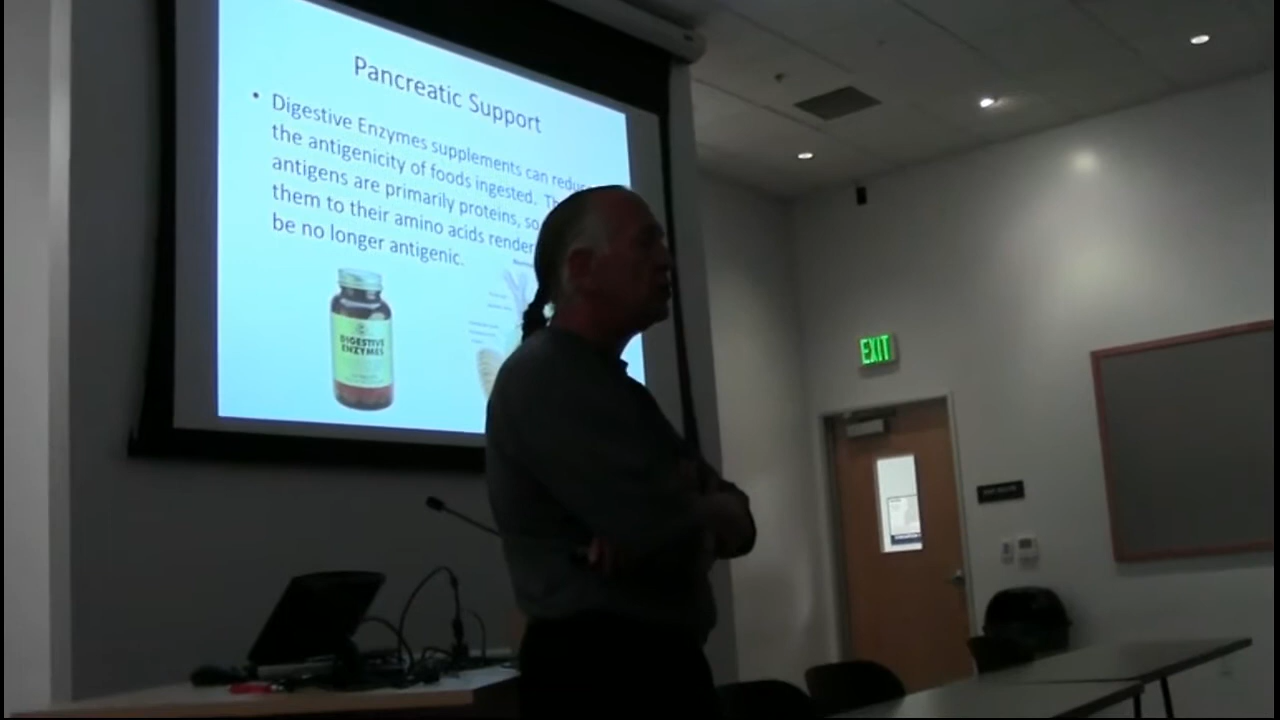 Pancreatic Support
• Digestive Enzymes supplements can reduce
the antigenicity of foods ingested.
antigens are primarily proteins, so
them to their amino acids render
be no longer antigenic.
DIGESTIVE
ENZYMES
EXIT